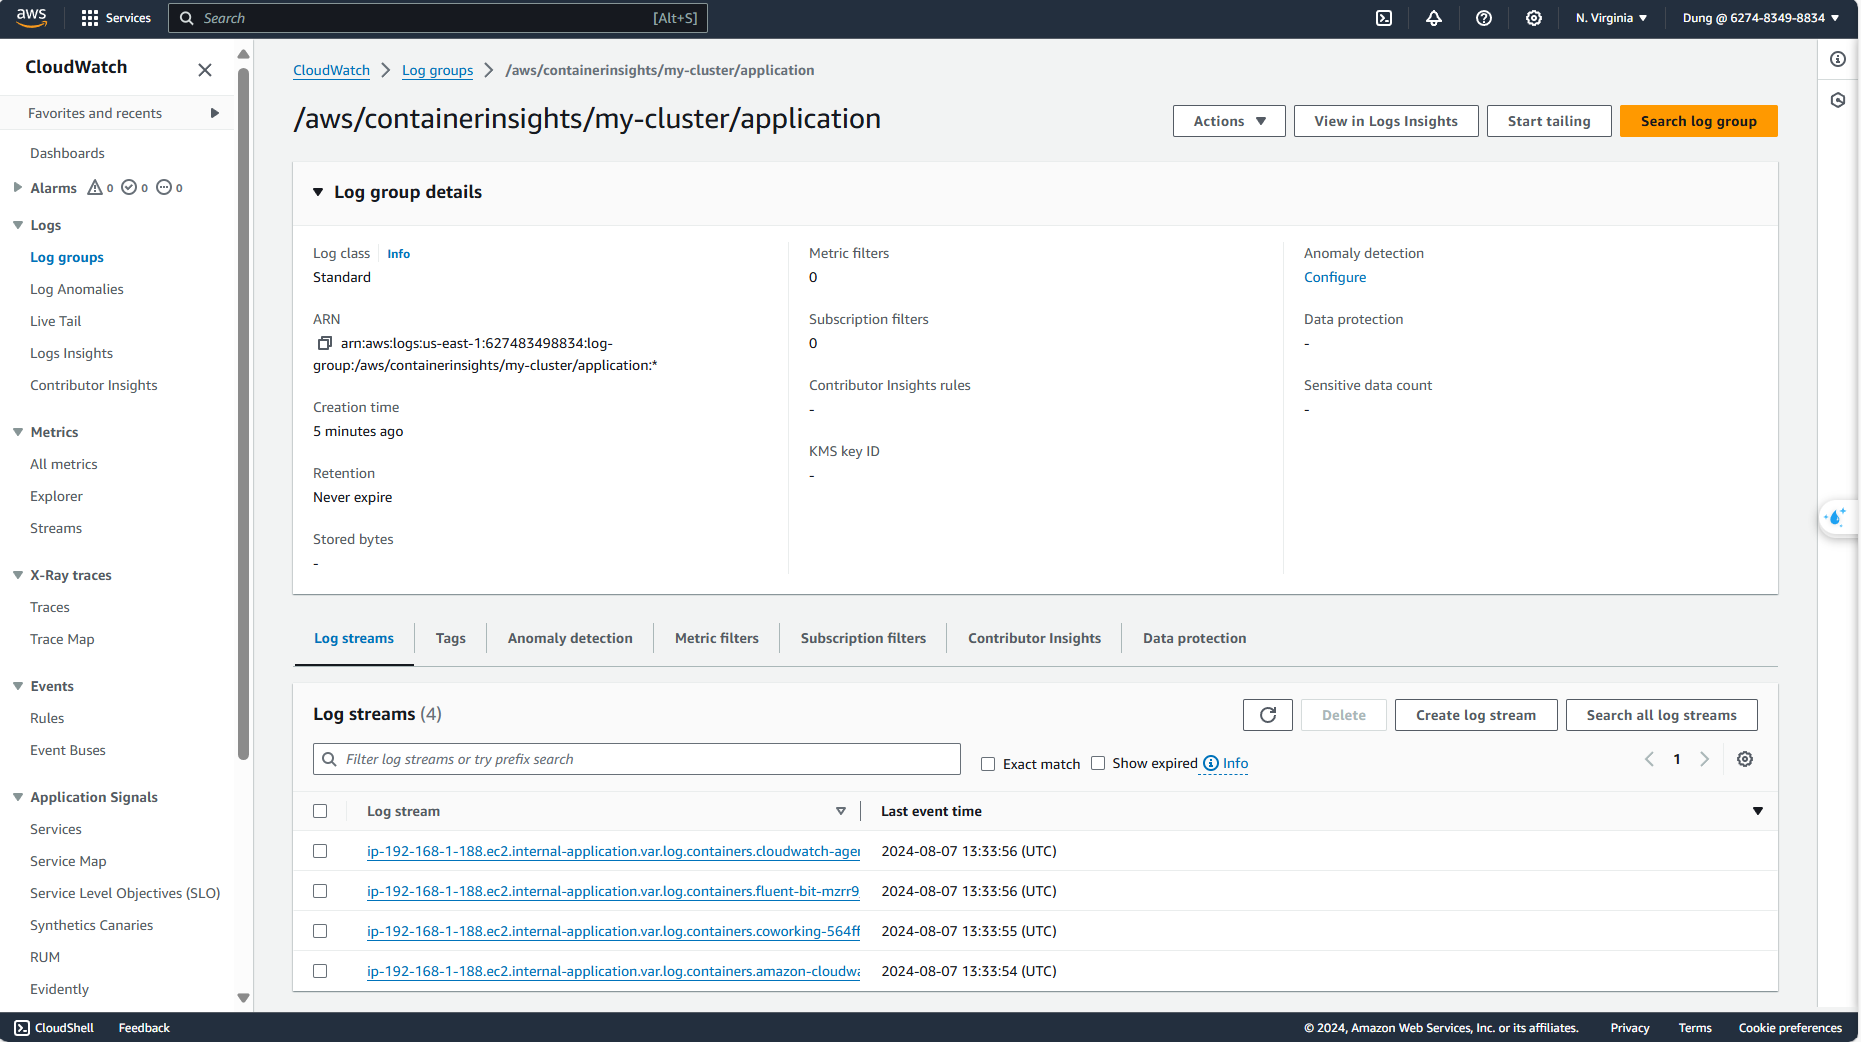 aws
Services
Search
[Alt+S]
N. Virginia
Dung @ 6274-8349-8834
CloudWatch
Favorites and recents
Dashboards
Alarms 0 0 0
Logs
Log groups
Log Anomalies
Live Tail
Logs Insights
Contributor Insights
Metrics
All metrics
Explorer
Streams
X-Ray traces
Traces
Trace Map
Events
Rules
Event Buses
Application Signals
Services
Service Map
Service Level Objectives (SLO)
Synthetics Canaries
RUM
Evidently
CloudWatch
Log groups
/aws/containerinsights/my-cluster/application
/aws/containerinsights/my-cluster/application
Actions
View in Logs Insights
Start tailing
Search log group
Log group details
Log class
Info
Standard
ARN
arn:aws:logs:us-east-1:627483498834:log-
group:/aws/containerinsights/my-cluster/application:*
Creation time
5 minutes ago
Retention
Never expire
Stored bytes
-
Metric filters
0
Subscription filters
0
Contributor Insights rules
-
KMS key ID
-
Anomaly detection
Configure
Data protection
-
Sensitive data count
-
Log streams
Tags
Anomaly detection
Metric filters
Subscription filters
Contributor Insights
Data protection
Log streams (4)
Delete
Create log stream
Search all log streams
Filter log streams or try prefix search
Exact match
Show expired
Info
1
Log stream
Last event time
ip-192-168-1-188.ec2.internal-application.var.log.containers.cloudwatch-ager
2024-08-07 13:33:56 (UTC)
ip-192-168-1-188.ec2.internal-application.var.log.containers.fluent-bit-mzrr9
2024-08-07 13:33:56 (UTC)
ip-192-168-1-188.ec2.internal-application.var.log.containers.coworking-564ff
2024-08-07 13:33:55 (UTC)
ip-192-168-1-188.ec2.internal-application.var.log.containers.amazon-cloudwa
2024-08-07 13:33:54 (UTC)
CloudShell
Feedback
© 2024, Amazon Web Services, Inc. or its affiliates.
Privacy
Terms
Cookie preferences